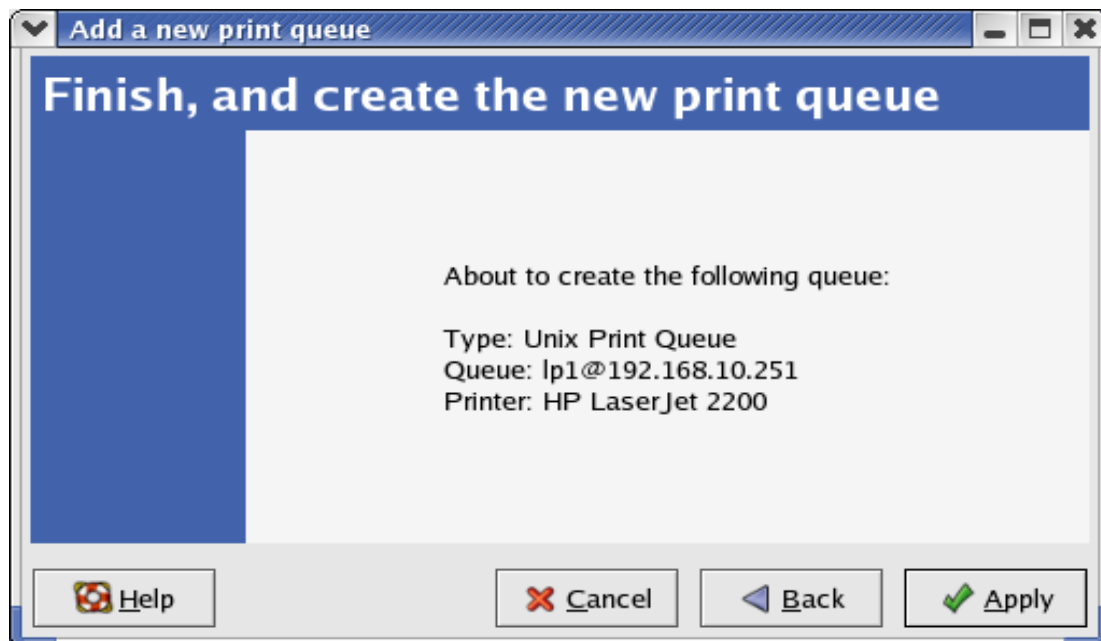 Add a new print queue
Finish, and create the new print queue
About to create the following queue:
Type: Unix Print Queue
Queue: lp1@192.168.10.251
Printer: HP LaserJet 2200
Help
Cancel
Back
Apply